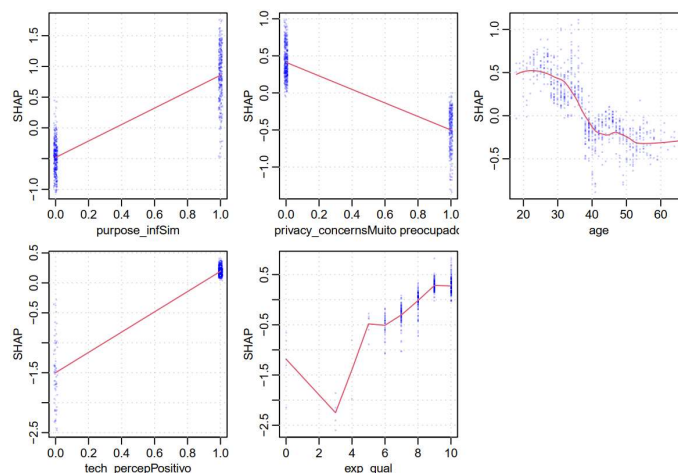 SHAP
1.5
1.0
0.5
0.0
−1.0
0.0 0.2 0.4 0.6 0.8 1.0
purpose_infSim
SHAP
1.0
0.5
0.0
−0.5
−1.0
0.0 0.2 0.4 0.6 0.8 1.0
privacy_concernsMuito preocupado
SHAP
1.0
0.5
0.0
−0.5
20 30 40 50 60
age
SHAP
0.5
−0.5
−1.5
−2.5
0.0 0.2 0.4 0.6 0.8 1.0
tech_percepPositivo
SHAP
0.5
−0.5
−1.5
−2.5
0 2 4 6 8 10
exp_qual